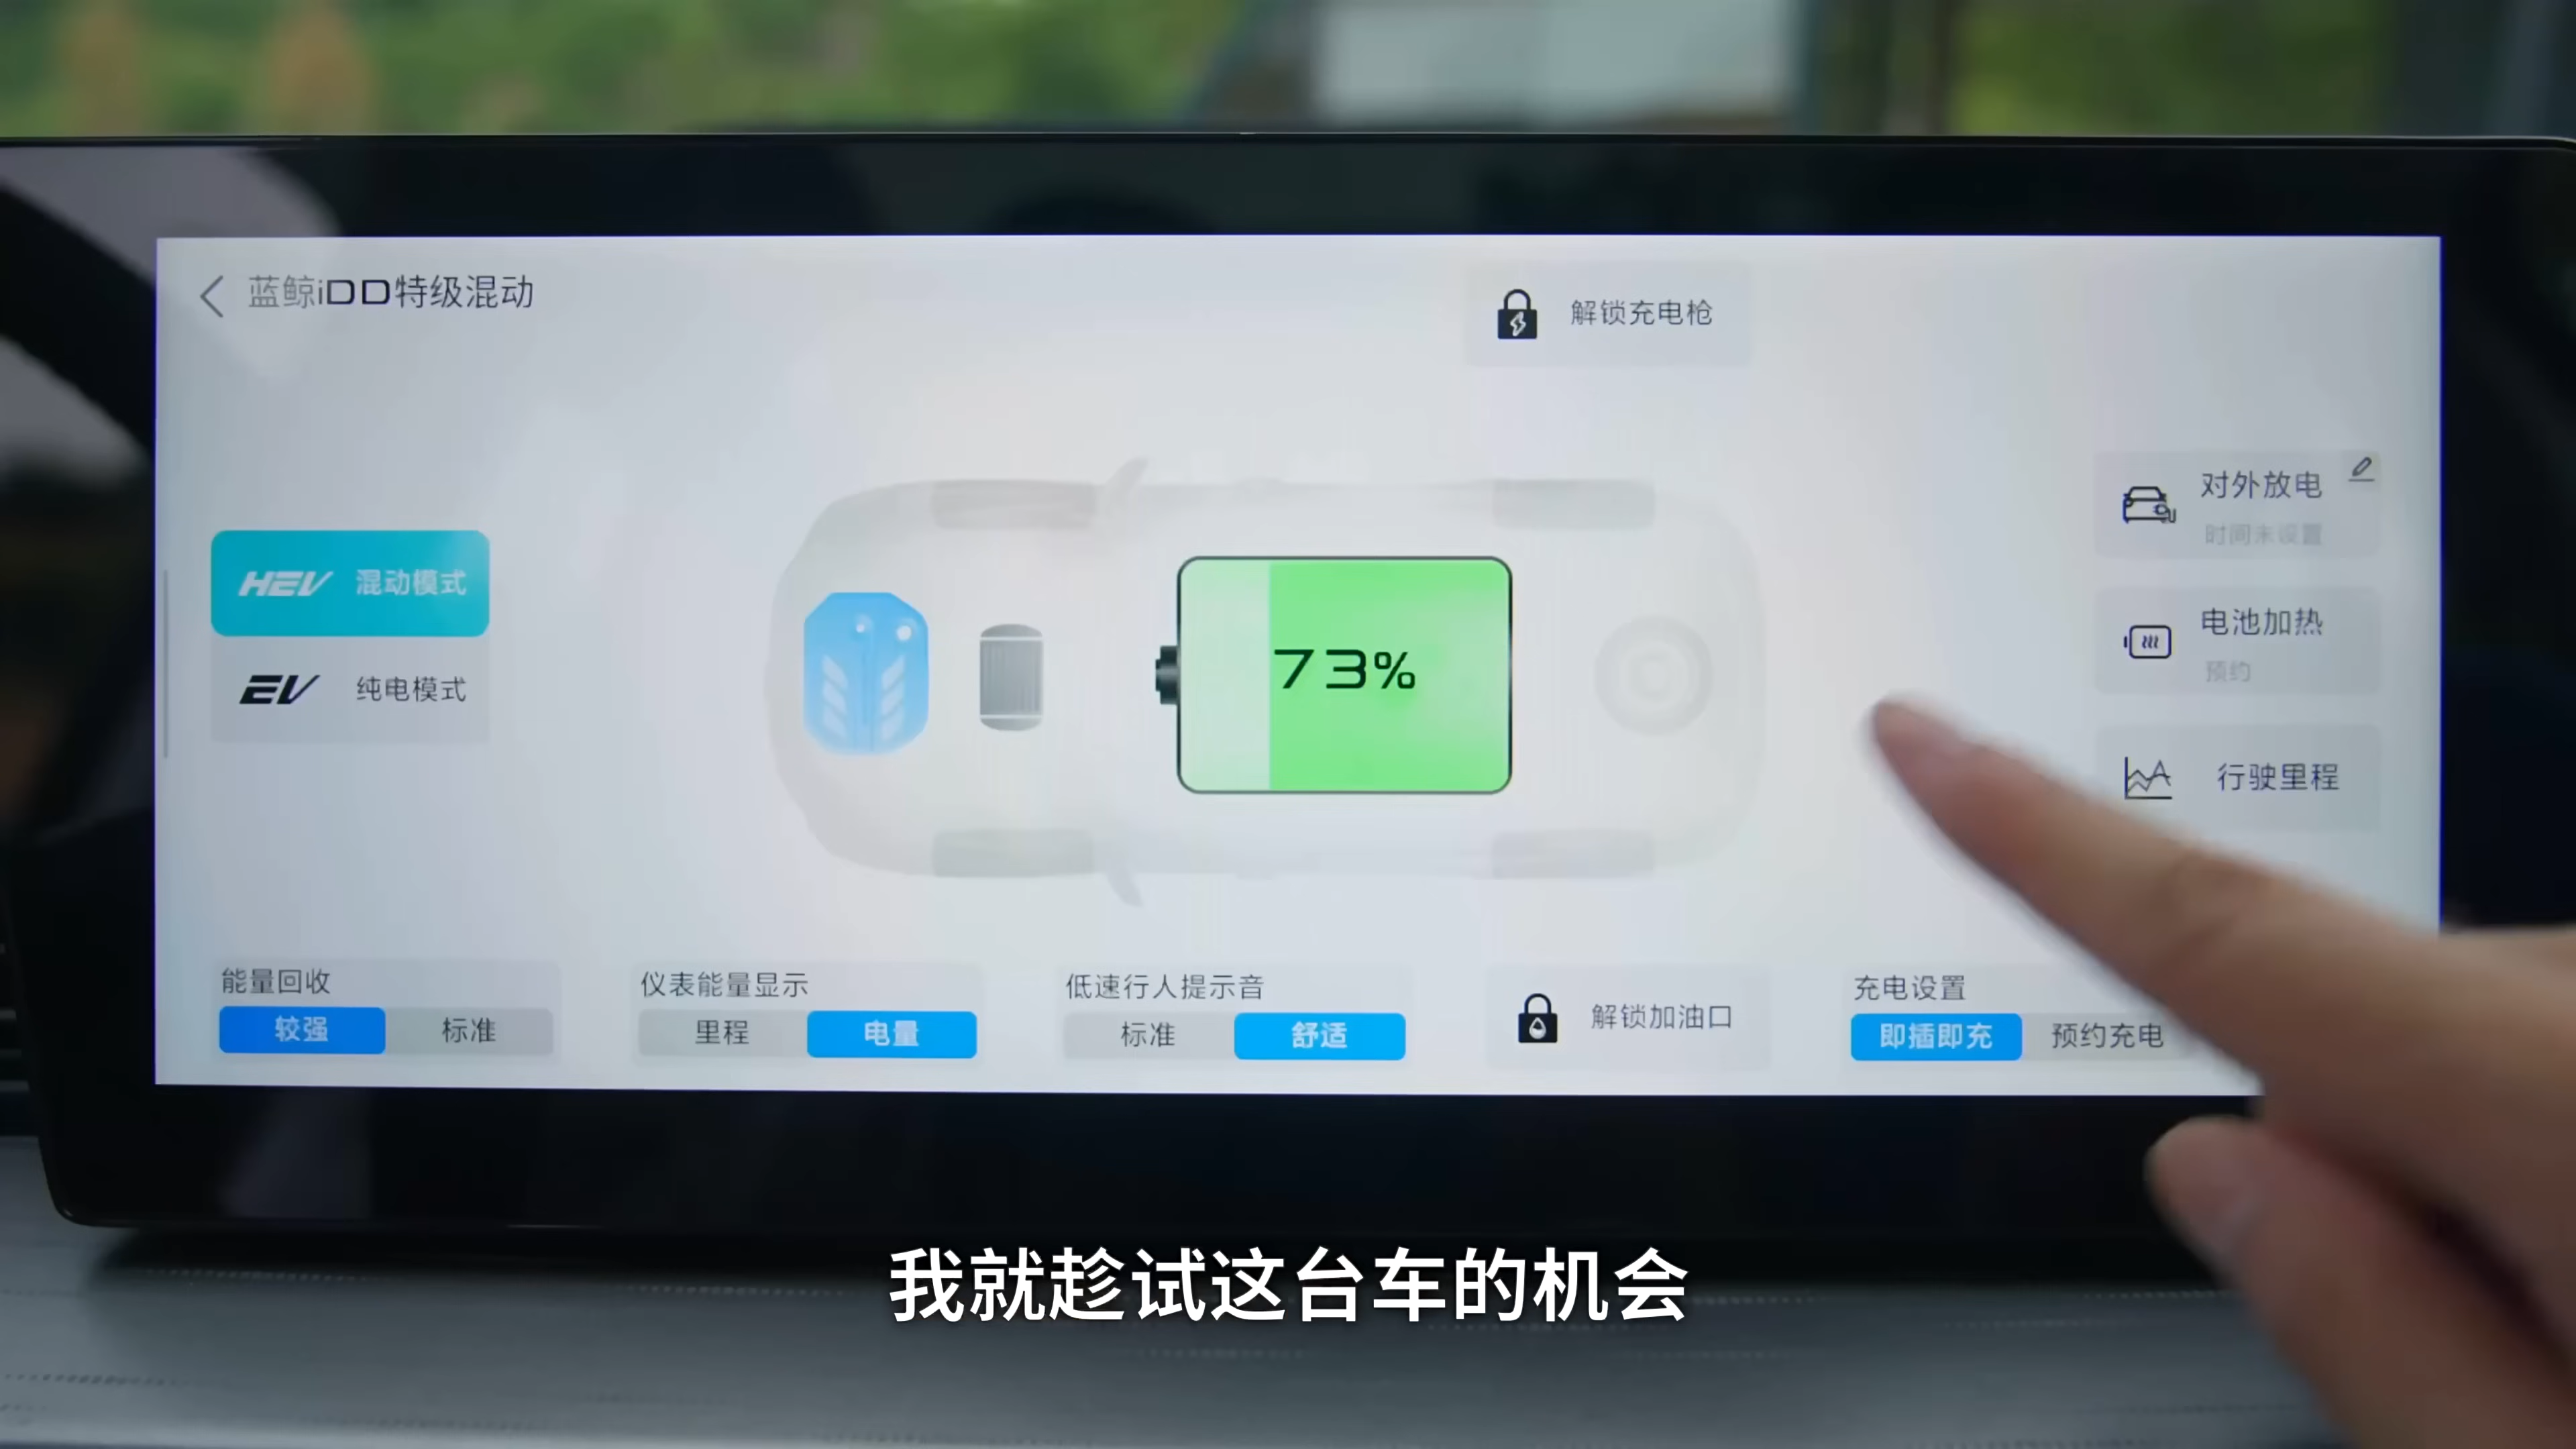 蓝鲸iDD特级混动
解锁充电枪
对外放电
时间未设置
HEV 混动模式
电池加热
预约
EV 纯电模式
73%
行驶里程
能量回收
较强 标准
仪表能量显示
里程 电量
低速行人提示音
标准 舒适
解锁加油口
充电设置
即插即充 预约充电
我就趁试这台车的机会